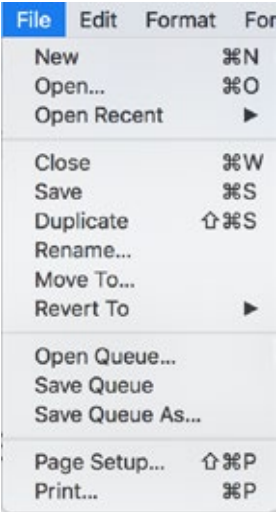 File Edit Format For
New ⌘N
Open... ⌘O
Open Recent ▶
Close ⌘W
Save ⌘S
Duplicate ⇧⌘S
Rename...
Move To...
Revert To ▶
Open Queue...
Save Queue
Save Queue As...
Page Setup... ⇧⌘P
Print... ⌘P